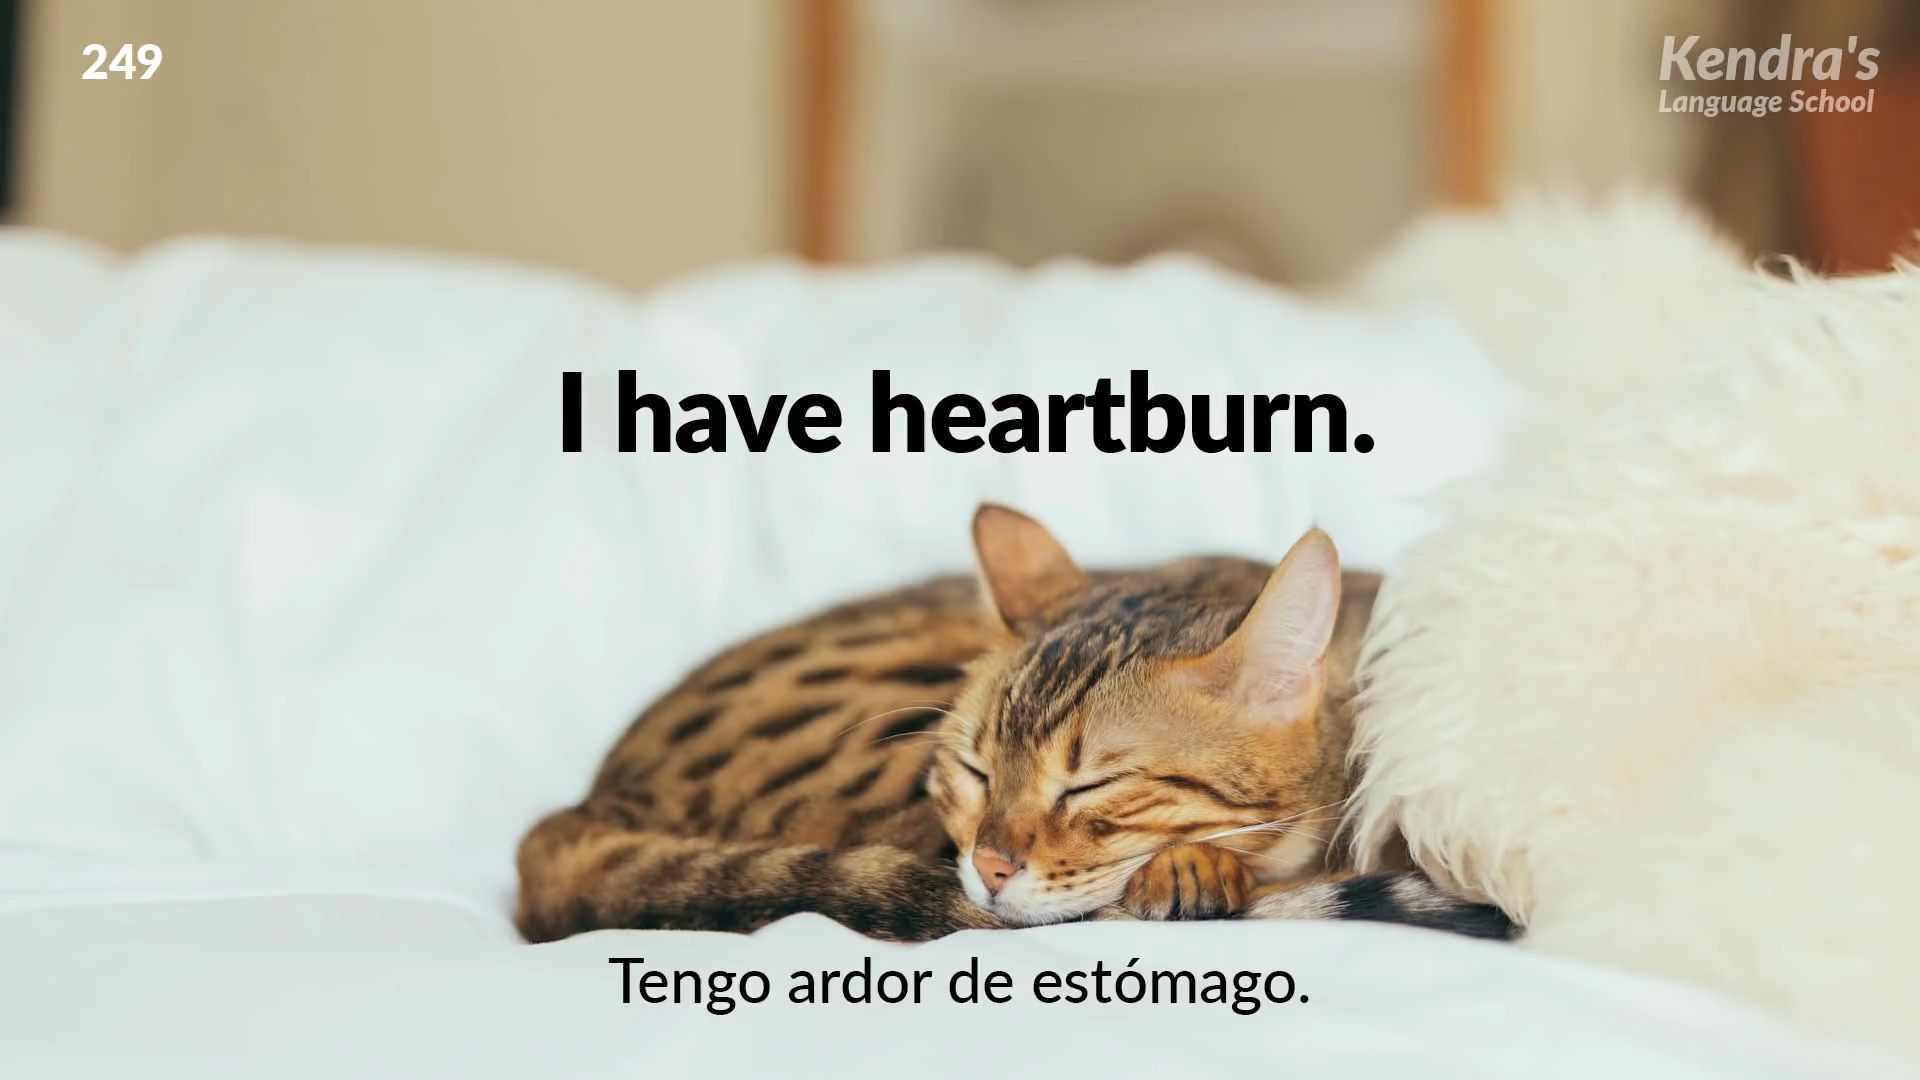 249
Kendra's
Language School
I have heartburn.
Tengo ardor de estómago.